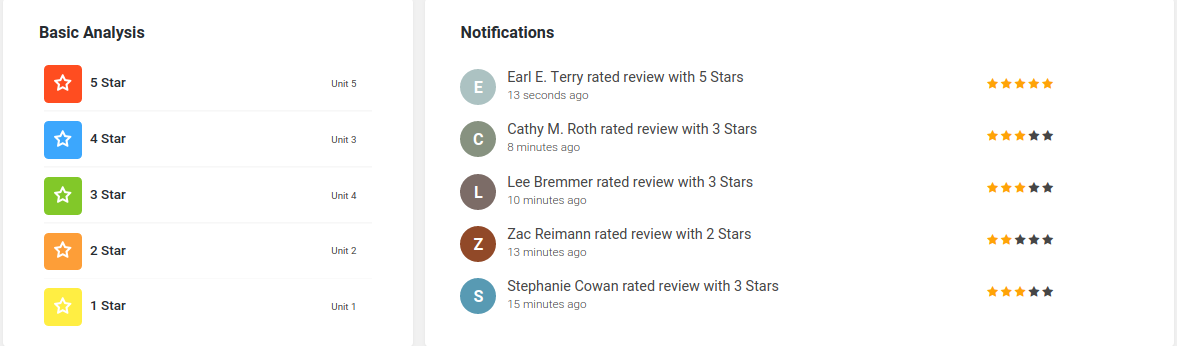 Basic Analysis
5 Star
Unit 5
4 Star
Unit 3
3 Star
Unit 4
2 Star
Unit 2
1 Star
Unit 1
Notifications
E
Earl E. Terry rated review with 5 Stars
13 seconds ago
C
Cathy M. Roth rated review with 3 Stars
8 minutes ago
L
Lee Bremmer rated review with 3 Stars
10 minutes ago
Z
Zac Reimann rated review with 2 Stars
13 minutes ago
S
Stephanie Cowan rated review with 3 Stars
15 minutes ago